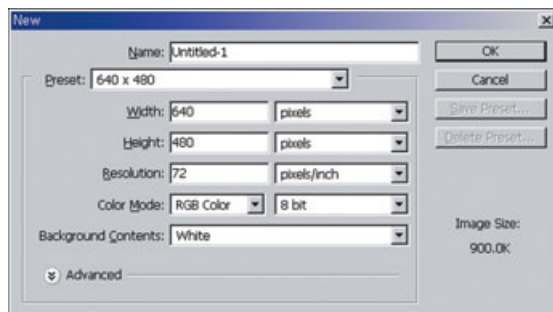 New
Name: Untitled-1
OK
Preset: 640 x 480
Cancel
Width: 640 pixels
Save Preset...
Height: 480 pixels
Delete Preset...
Resolution: 72 pixels/inch
Color Mode: RGB Color 8 bit
Image Size:
Background Contents: White
900.0K
Advanced